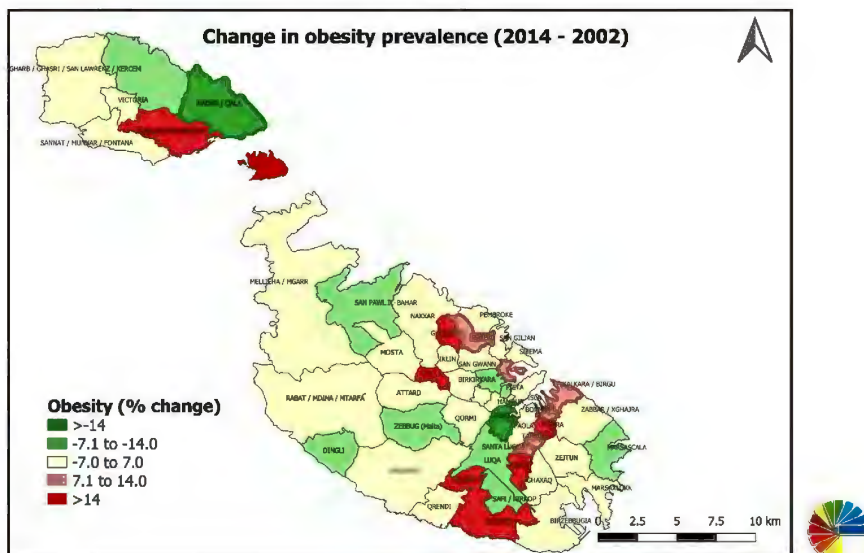 Change in obesity prevalence (2014 - 2002)
GHARB / GHASRI / SAN LAWRENZ / KERCEM
VICTORIA
NADUR / QALA
SANNAT / MUNXAR / FONTANA
MELLIEHA / MGARR
SAN PAWL IL-BAHAR
NAXXAR
PEMBROKE
SAN GILJAN
SLIEMA
MOSTA
IKLIN
SAN GWANN
BIRKIRKARA
ATTARD
RABAT / MDINA / MTARFA
QORMI
ZEBBUG (Malta)
DINGLI
KALKARA / BIRGU
ZABBAR / XGHAJRA
MARSASCALA
SANTA LUCIJA
LUQA
ZEJTUN
GHAXAQ
SAFI / KIRKOP
QRENDI
BIRZEBBUGIA
Obesity (% change)
>-14
-7.1 to -14.0
-7.0 to 7.0
7.1 to 14.0
>14
0 2.5 5 7.5 10 km